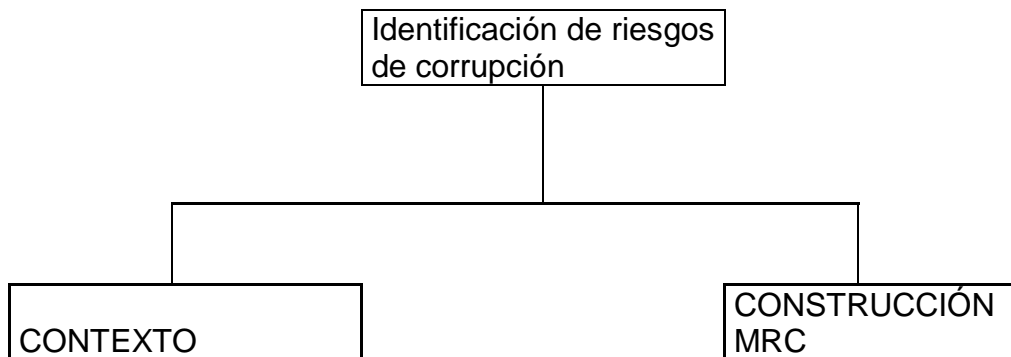 Identificación de riesgos
de corrupción
CONTEXTO
CONSTRUCCIÓN
MRC